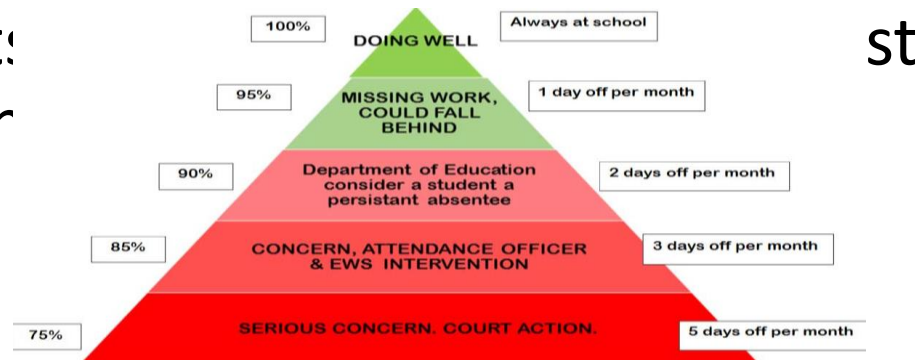 st
100%
DOING WELL
Always at school
95%
MISSING WORK,
COULD FALL
BEHIND
1 day off per month
90%
Department of Education
consider a student a
persistant absentee
2 days off per month
85%
CONCERN, ATTENDANCE OFFICER
& EWS INTERVENTION
3 days off per month
75%
SERIOUS CONCERN. COURT ACTION.
5 days off per month